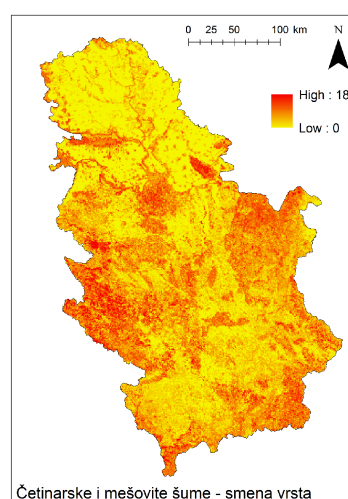 0 25 50 100 km
N
High : 18
Low : 0
Četinarske i mešovite šume - smena vrsta